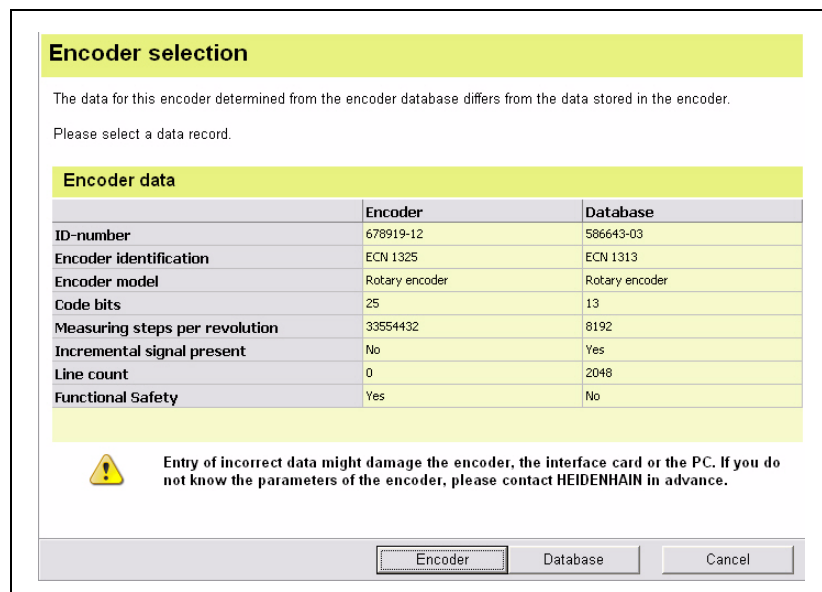 Encoder selection
The data for this encoder determined from the encoder database differs from the data stored in the encoder.
Please select a data record.
Encoder data
Encoder Database
ID-number 678919-12 586643-03
Encoder identification ECN 1325 ECN 1313
Encoder model Rotary encoder Rotary encoder
Code bits 25 13
Measuring steps per revolution 33554432 8192
Incremental signal present No Yes
Line count 0 2048
Functional Safety Yes No
Entry of incorrect data might damage the encoder, the interface card or the PC. If you do
not know the parameters of the encoder, please contact HEIDENHAIN in advance.
Encoder Database Cancel